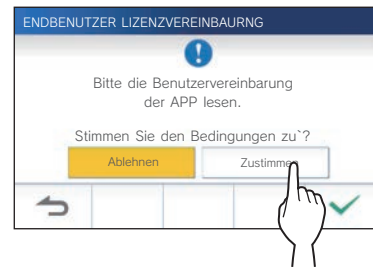 ENDBENUTZER LIZENZVEREINBAURNG
Bitte die Benutzervereinbarung
der APP lesen.
Stimmen Sie den Bedingungen zu`?
Ablehnen Zustimmen